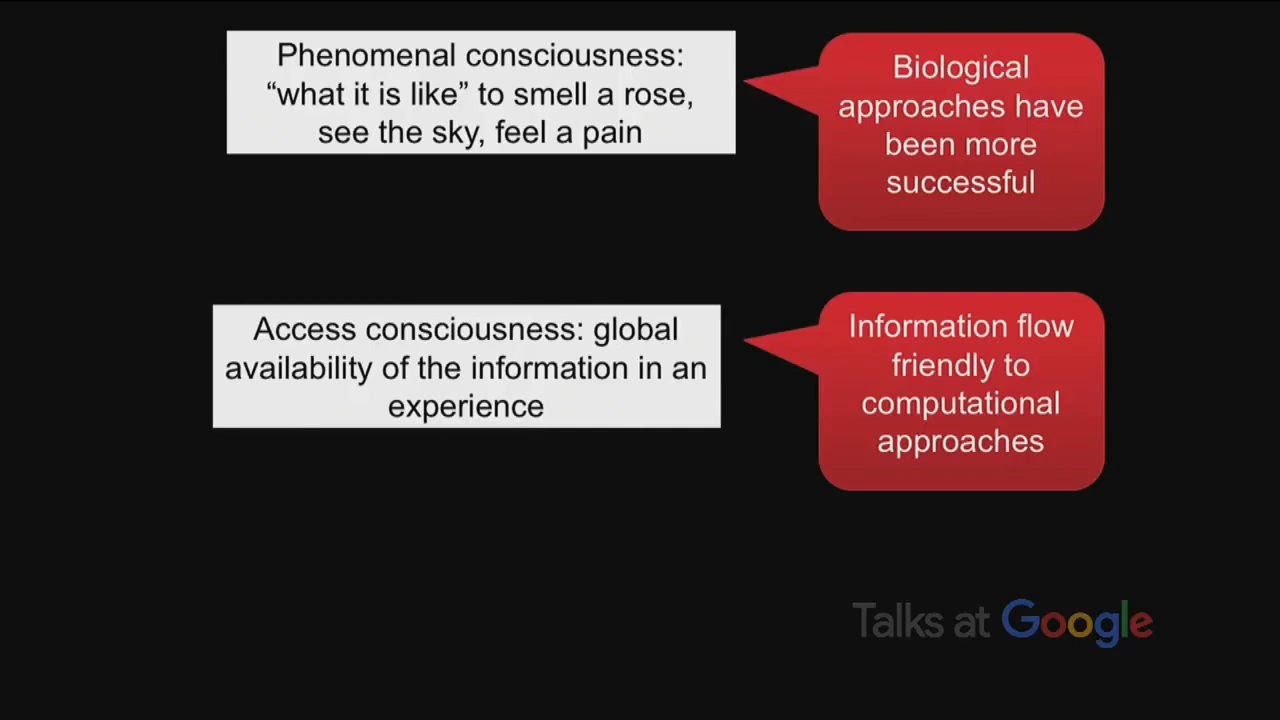 Phenomenal consciousness:
“what it is like” to smell a rose,
see the sky, feel a pain
Biological
approaches have
been more
successful
Access consciousness: global
availability of the information in an
experience
Information flow
friendly to
computational
approaches
Talks at Google